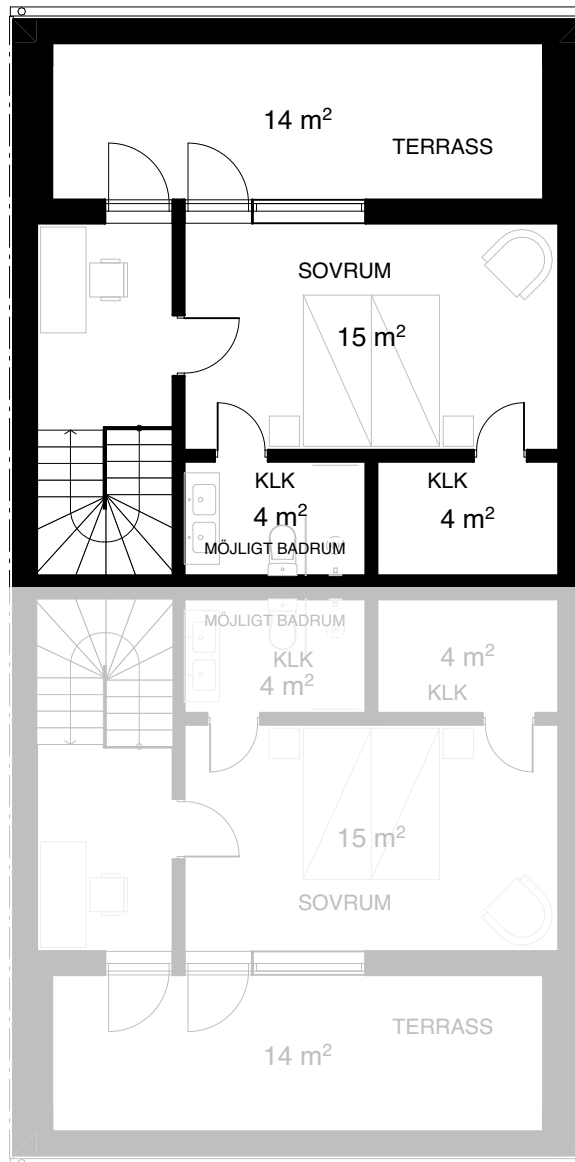 14 m²
TERRASS
SOVRUM
15 m²
KLK
4 m²
MÖJLIGT BADRUM
KLK
4 m²
MÖJLIGT BADRUM
KLK
4 m²
4 m²
KLK
15 m²
SOVRUM
TERRASS
14 m²